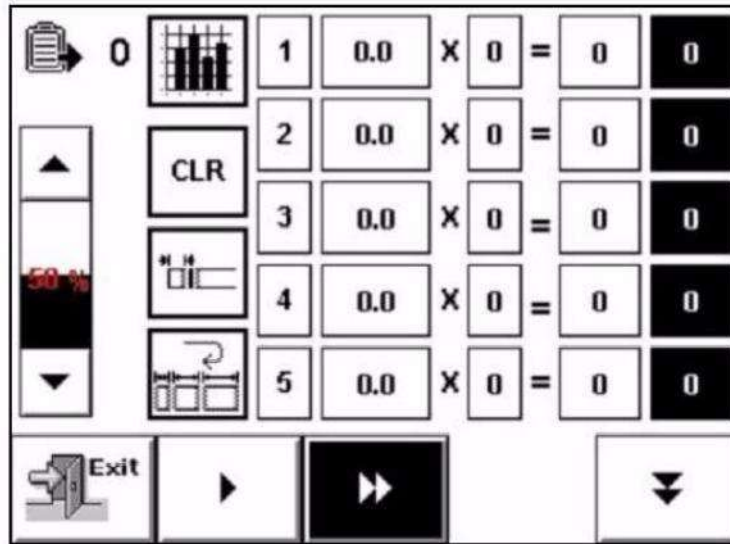 0 1 0.0 X 0 = 0 0
CLR 2 0.0 X 0 = 0 0
3 0.0 X 0 = 0 0
50 % 4 0.0 X 0 = 0 0
5 0.0 X 0 = 0 0
Exit